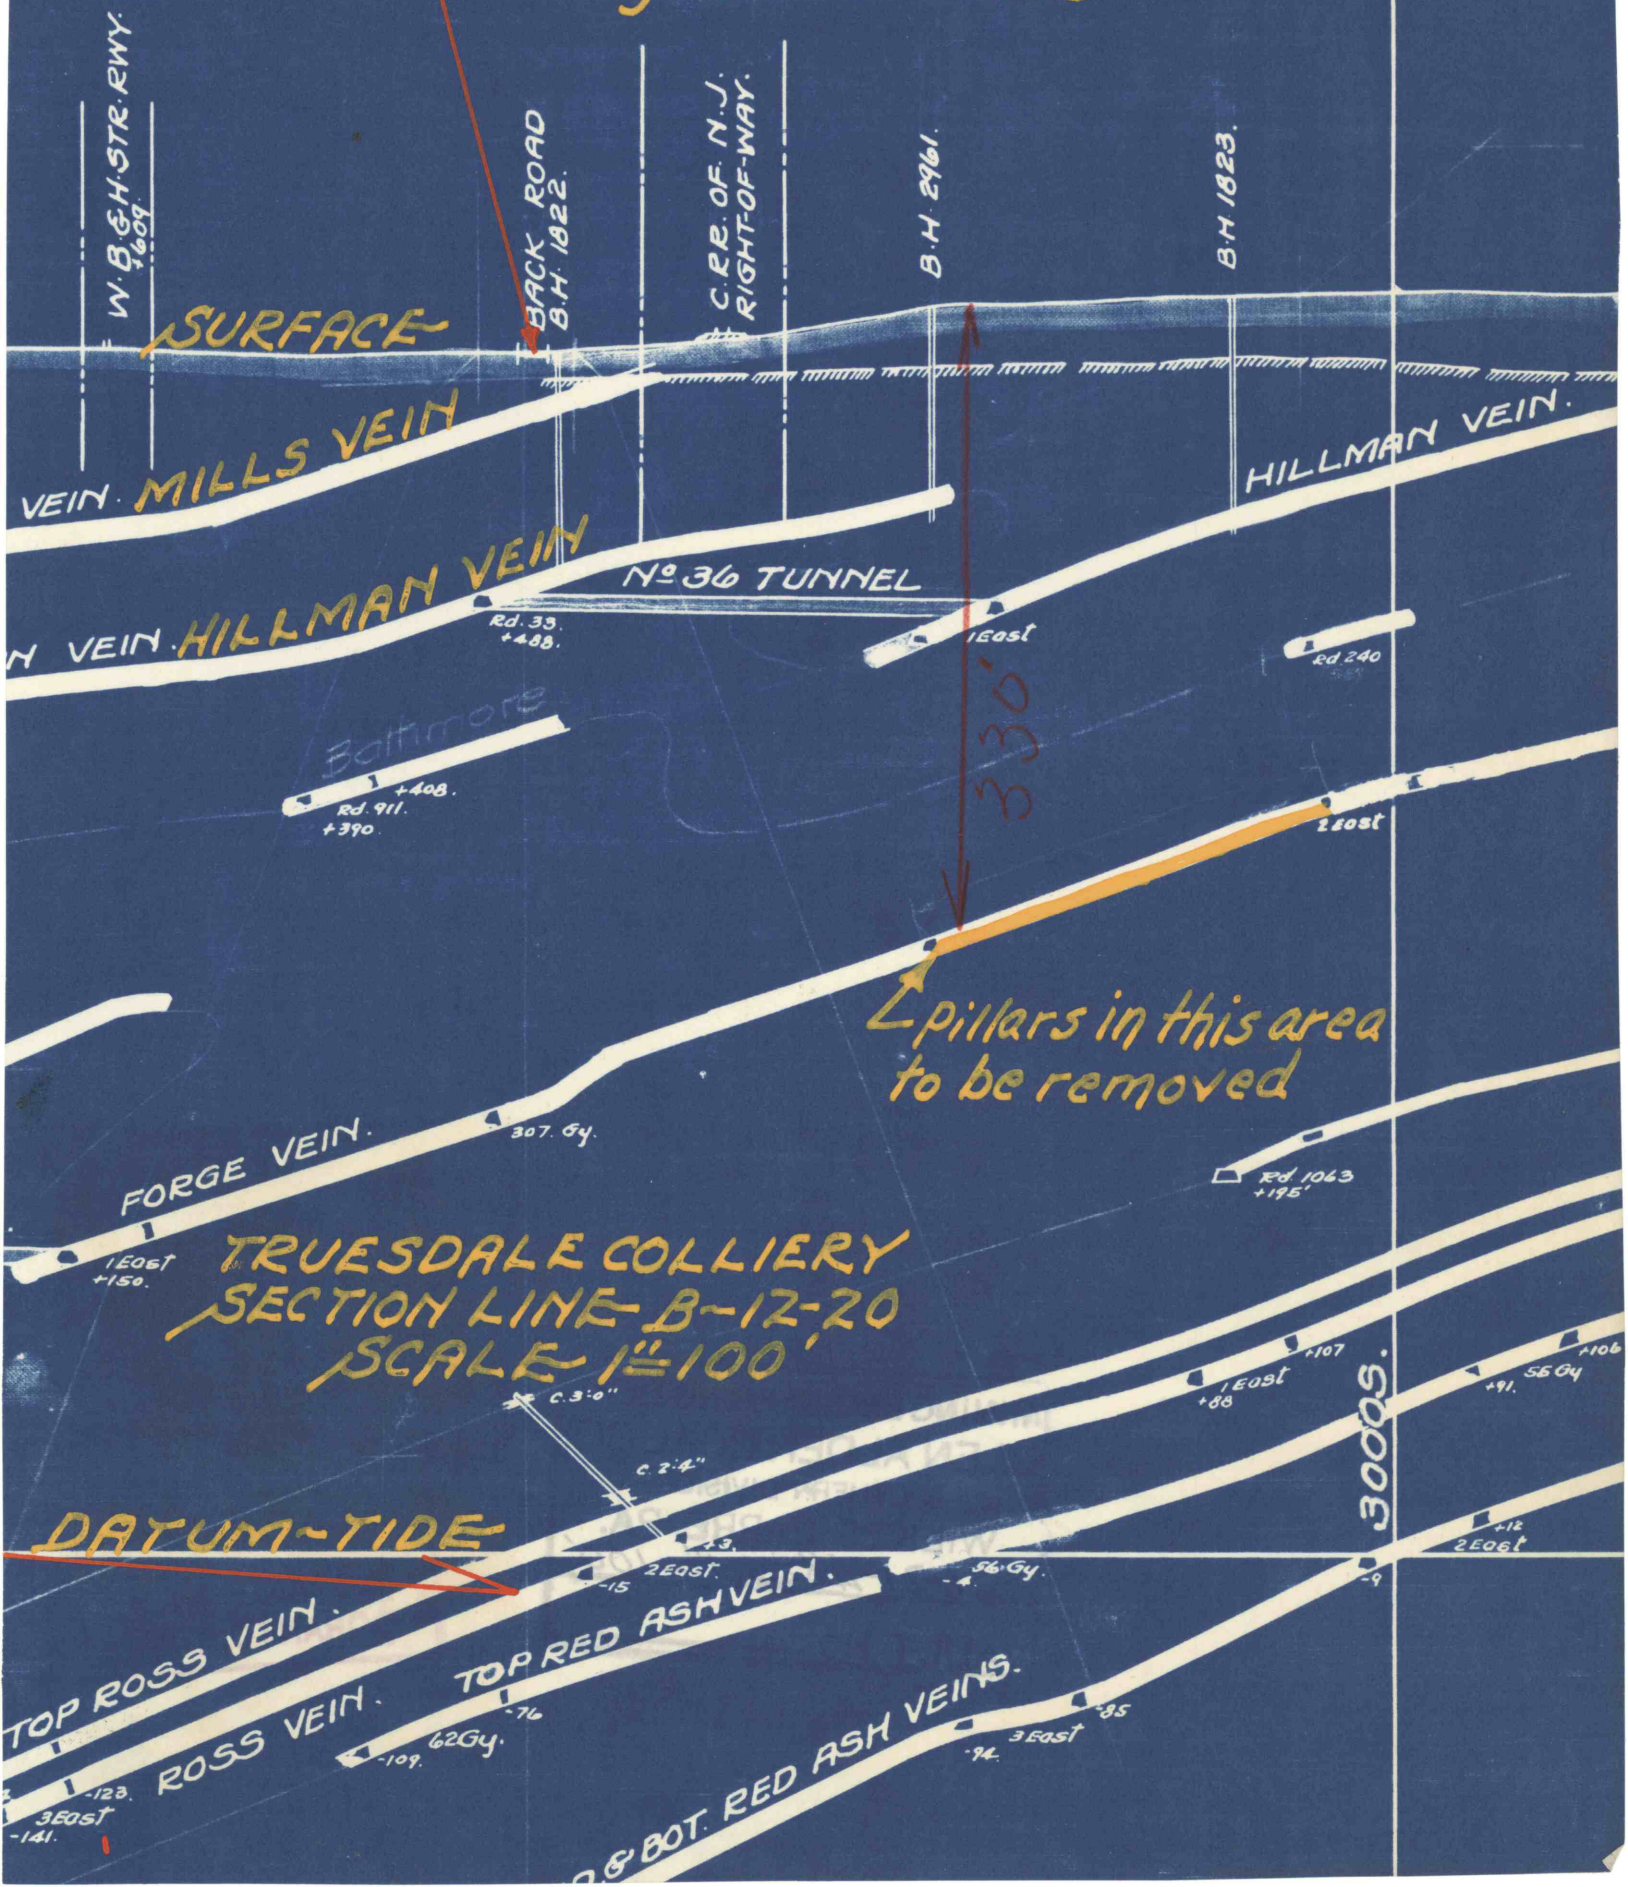 W.B.&H.STR.RWY.
+609.
BACK ROAD
B.H. 1822.
C.R.R. OF N.J.
RIGHT-OF-WAY.
B.H. 2961.
B.H. 1823.
SURFACE
VEIN. MILLS VEIN
HILLMAN VEIN.
N VEIN. HILLMAN VEIN
Nº 36 TUNNEL
Rd. 33.
+488.
1East
Rd. 240
330'
Baltimore
+408.
Rd. 911.
+390.
2East
pillars in this area
to be removed
FORGE VEIN.
307. Gy.
1East
+150.
Rd. 1063
+195'
TRUESDALE COLLIERY
SECTION LINE B-12-20
SCALE 1"=100'
C. 3'-0"
C. 2'-4"
+107
1East
+88
+106
55 Gy
+91.
3000S.
DATUM-TIDE
+3.
2East.
-15
56 Gy.
-4.
+12
2East
-9
TOP ROSS VEIN.
TOP RED ASH VEIN.
-76
62 Gy.
-109.
ROSS VEIN.
-123.
3East
-141.
-85
3East
-94.
& BOT. RED ASH VEINS.